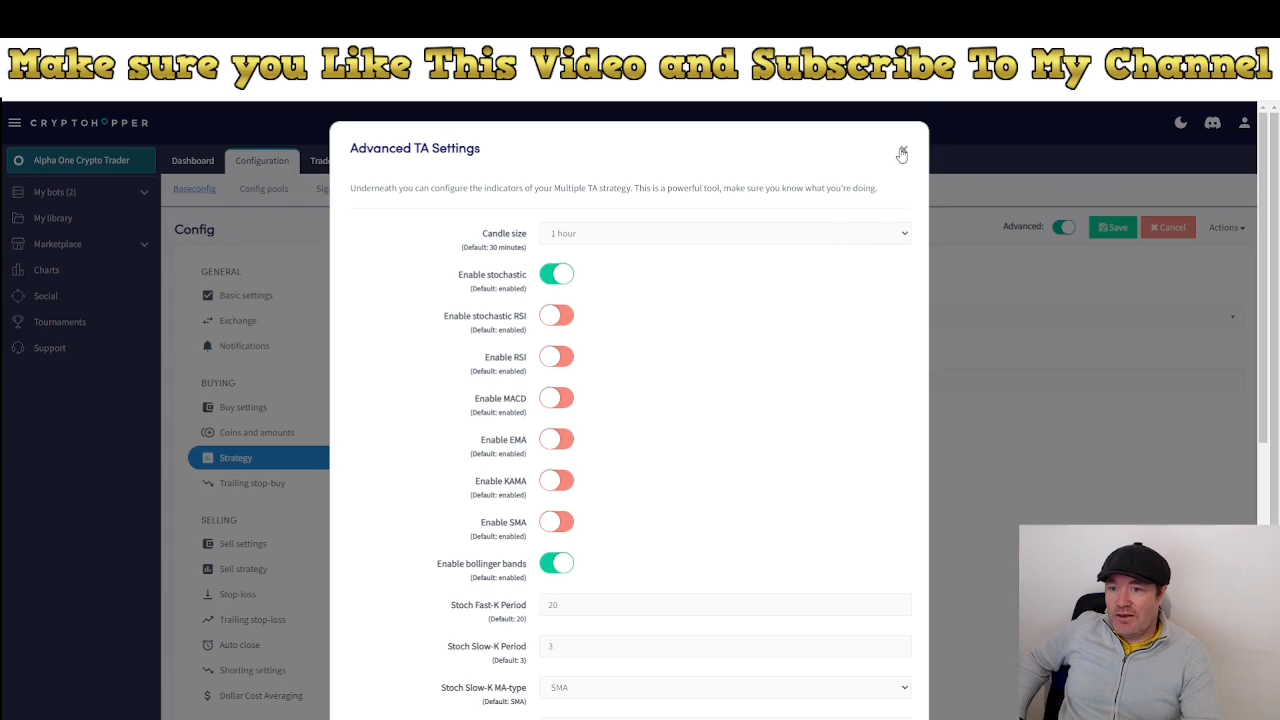 Make sure you Like This Video and Subscribe To My Channel
CRYPTOHOPPER
Alpha One Crypto Trader
My bots (2)
My library
Marketplace
Charts
Social
Tournaments
Support
Dashboard
Configuration
Baseconfig
Config pools
Config
GENERAL
Basic settings
Exchange
Notifications
BUYING
Buy settings
Coins and amounts
Strategy
Trailing stop-buy
SELLING
Sell settings
Sell strategy
Stop-loss
Trailing stop-loss
Auto close
Shorting settings
Dollar Cost Averaging
Advanced TA Settings
Underneath you can configure the indicators of your Multiple TA strategy. This is a powerful tool, make sure you know what you're doing.
Candle size
(Default: 30 minutes)
1 hour
Enable stochastic
(Default: enabled)
Enable stochastic RSI
(Default: enabled)
Enable RSI
(Default: enabled)
Enable MACD
(Default: enabled)
Enable EMA
(Default: enabled)
Enable KAMA
(Default: enabled)
Enable SMA
(Default: enabled)
Enable bollinger bands
(Default: enabled)
Stoch Fast-K Period
(Default: 20)
20
Stoch Slow-K Period
(Default: 3)
3
Stoch Slow-K MA-type
(Default: SMA)
SMA
Advanced:
Save
Cancel
Actions